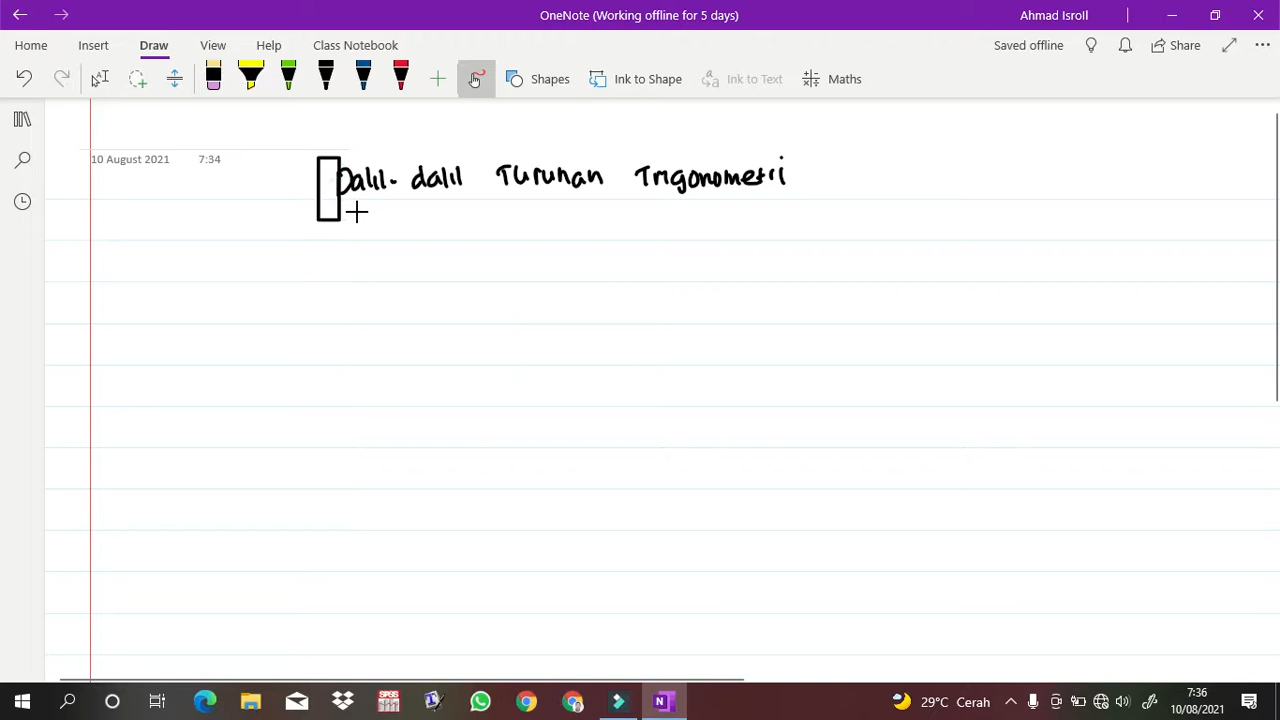 OneNote (Working offline for 5 days)
Ahmad IsroII
Home Insert Draw View Help Class Notebook
Saved offline Share
Shapes Ink to Shape Ink to Text Maths
10 August 2021 7:34
Dalil-dalil Turunan Trigonometri
29°C Cerah
7:36
10/08/2021